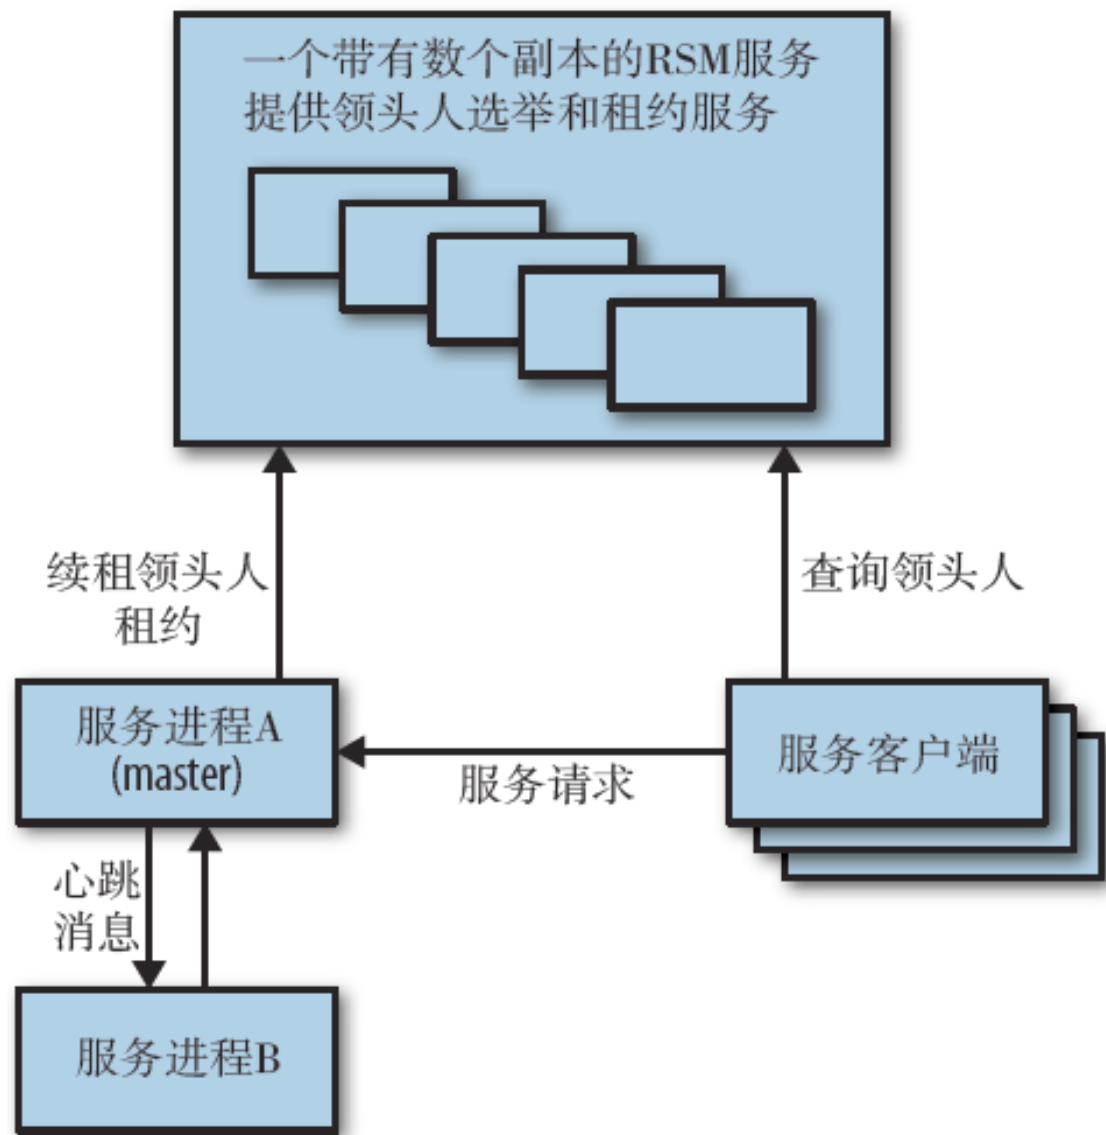 一个带有数个副本的RSM服务
提供领头人选举和租约服务
续租领头人
租约
查询领头人
服务进程A
(master)
服务请求
服务客户端
心跳
消息
服务进程B